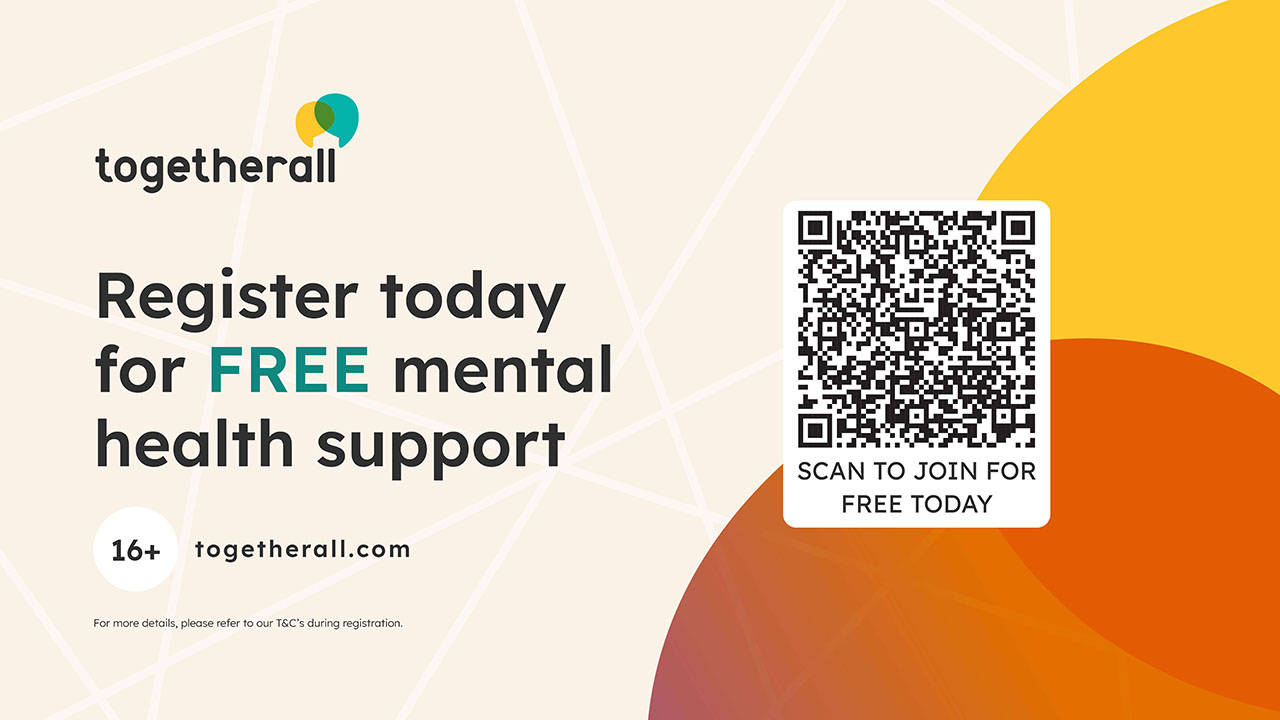 togetherall
Register today
for FREE mental
health support
16+
togetherall.com
For more details, please refer to our T&C's during registration.
SCAN TO JOIN FOR
FREE TODAY